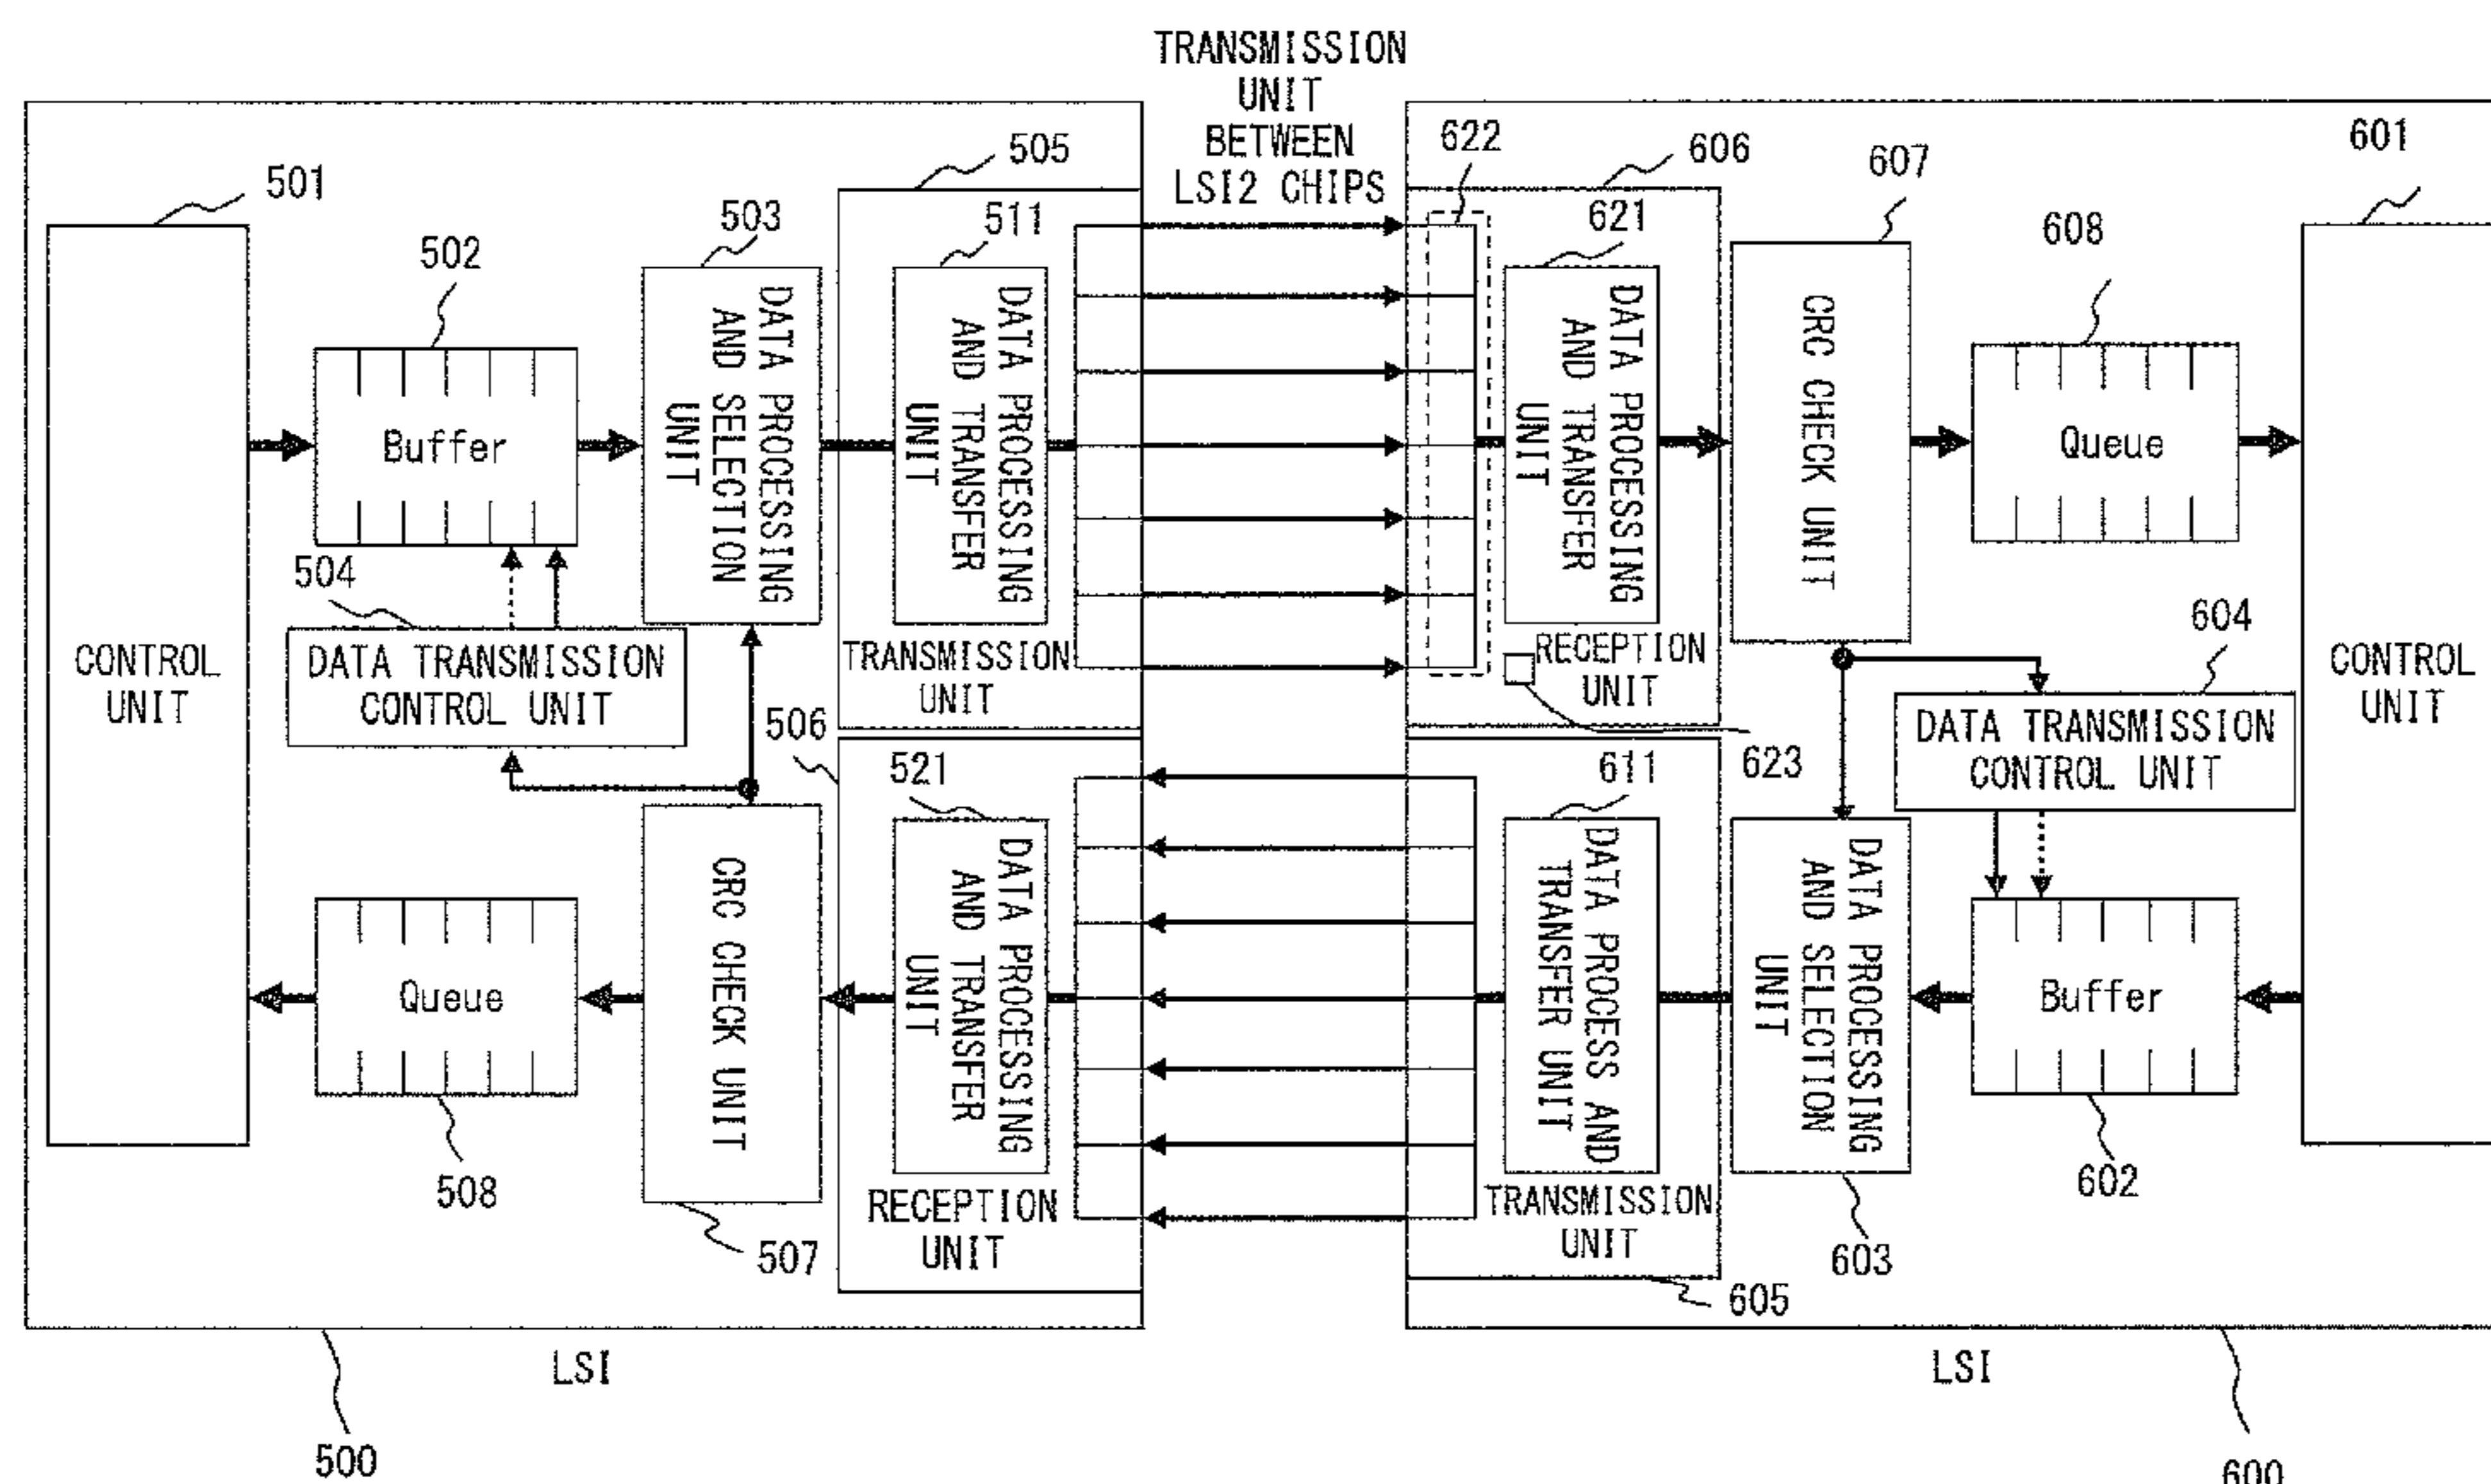 TRANSMISSION
UNIT
BETWEEN
LSI2 CHIPS
501
502
503
505
511
622
606
621
607
608
601
CONTROL
UNIT
Buffer
DATA PROCESSING
AND SELECTION
UNIT
DATA PROCESSING
AND TRANSFER
UNIT
TRANSMISSION
UNIT
504
DATA TRANSMISSION
CONTROL UNIT
DATA PROCESSING
AND TRANSFER
UNIT
RECEPTION
UNIT
623
CRC CHECK UNIT
Queue
604
DATA TRANSMISSION
CONTROL UNIT
CONTROL
UNIT
506
521
DATA PROCESSING
AND TRANSFER
UNIT
RECEPTION
UNIT
CRC CHECK UNIT
507
Queue
508
611
DATA PROCESS AND
TRANSFER UNIT
TRANSMISSION
UNIT
605
DATA PROCESSING
AND SELECTION
UNIT
603
Buffer
602
LSI
500
LSI
600